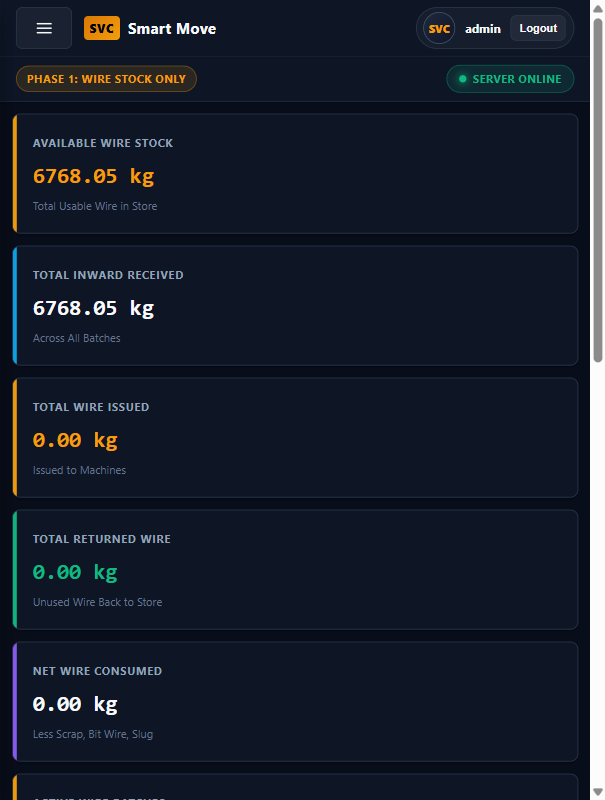 SVC Smart Move
SVC admin Logout
PHASE 1: WIRE STOCK ONLY
SERVER ONLINE
AVAILABLE WIRE STOCK
6768.05 kg
Total Usable Wire in Store
TOTAL INWARD RECEIVED
6768.05 kg
Across All Batches
TOTAL WIRE ISSUED
0.00 kg
Issued to Machines
TOTAL RETURNED WIRE
0.00 kg
Unused Wire Back to Store
NET WIRE CONSUMED
0.00 kg
Less Scrap, Bit Wire, Slug